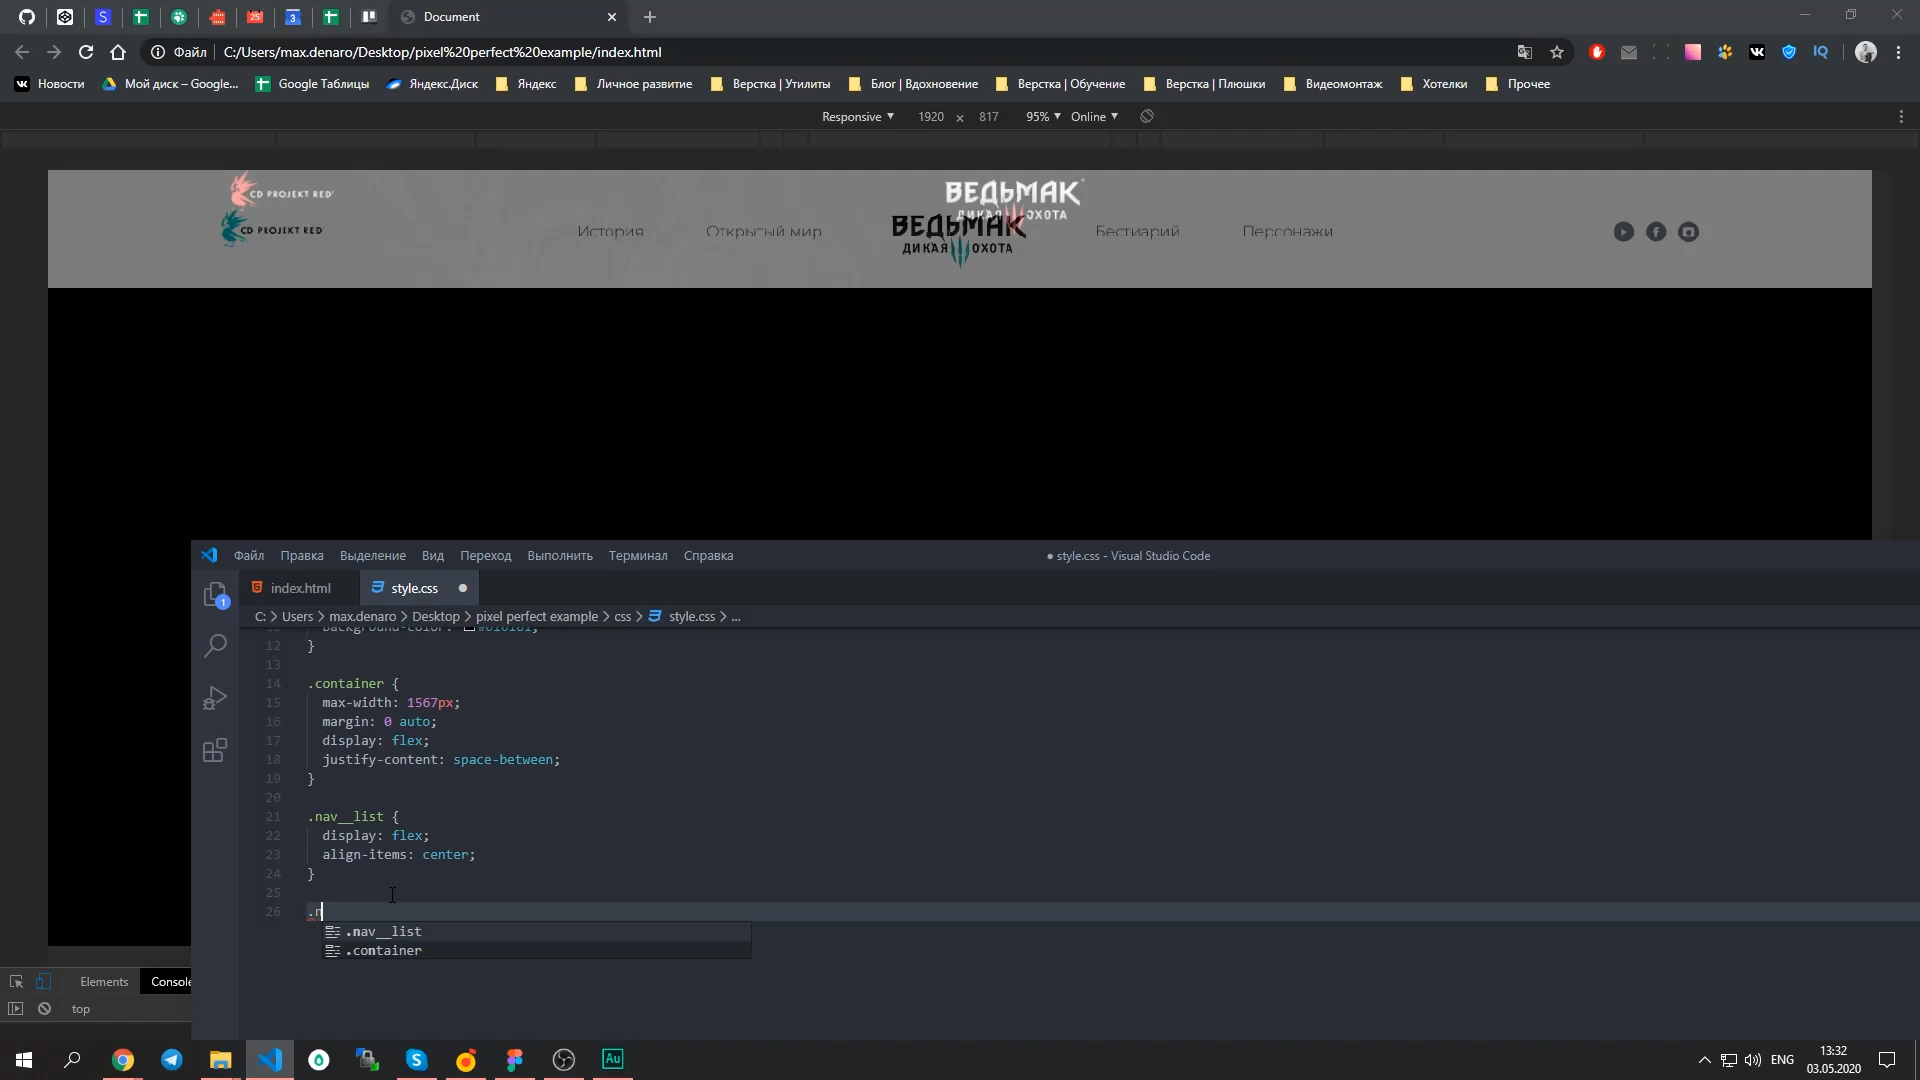 Document
Файл C:/Users/max.denaro/Desktop/pixel%20perfect%20example/index.html
Новости Мой диск – Google... Google Таблицы Яндекс.Диск Яндекс Личное развитие Верстка | Утилиты Блог | Вдохновение Верстка | Обучение Верстка | Плюшки Видеомонтаж Хотелки Прочее
Responsive 1920 x 817 95% Online
CD PROJEKT RED ВЕДЬМАК
ДИКАЯ ОХОТА
CD PROJEKT RED История Открытый мир ВЕДЬМАК Бестиарий Персонажи
ДИКАЯ ОХОТА
Файл Правка Выделение Вид Переход Выполнить Терминал Справка ● style.css - Visual Studio Code
index.html style.css
C: > Users > max.denaro > Desktop > pixel perfect example > css > style.css > ...
12 }
13
14 .container {
15 max-width: 1567px;
16 margin: 0 auto;
17 display: flex;
18 justify-content: space-between;
19 }
20
21 .nav__list {
22 display: flex;
23 align-items: center;
24 }
25
26 .n
.nav__list
.container
Elements Console
top
ENG 13:32
03.05.2020